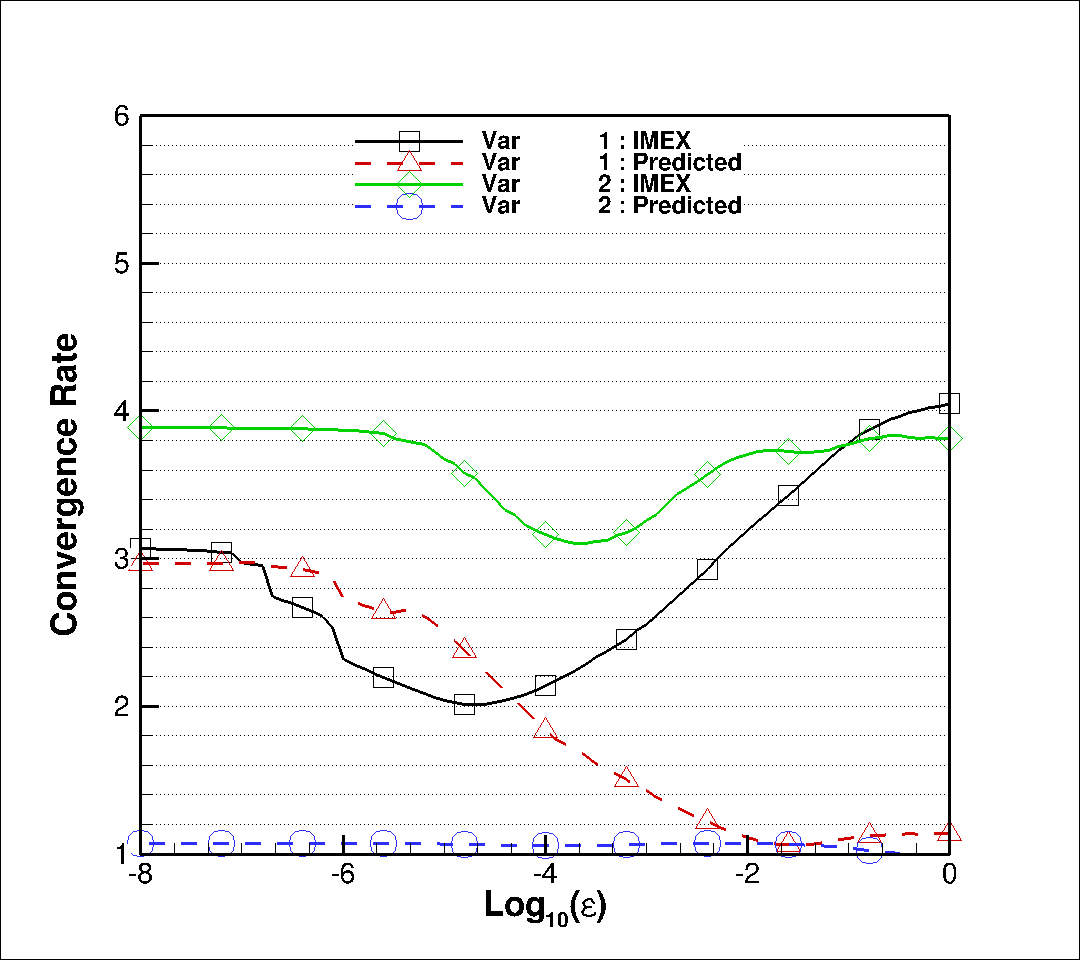 6
5
4
3
2
1
-8
-6
-4
-2
0
Convergence Rate
Log10(ε)
Var 1 : IMEX
Var 1 : Predicted
Var 2 : IMEX
Var 2 : Predicted